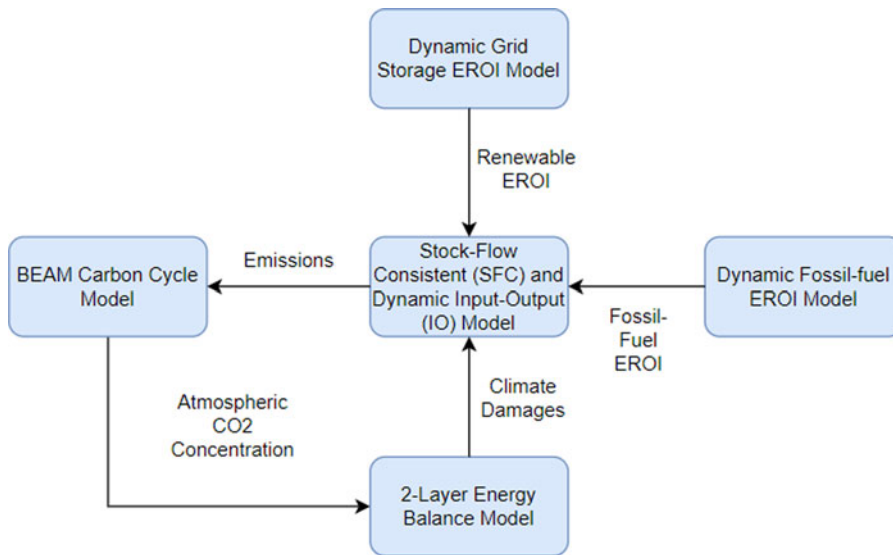 Dynamic Grid
Storage EROI Model
Renewable
EROI
Emissions
BEAM Carbon Cycle
Model
Stock-Flow
Consistent (SFC) and
Dynamic Input-Output
(IO) Model
Dynamic Fossil-fuel
EROI Model
Fossil-
Fuel
EROI
Climate
Damages
Atmospheric
CO2
Concentration
2-Layer Energy
Balance Model